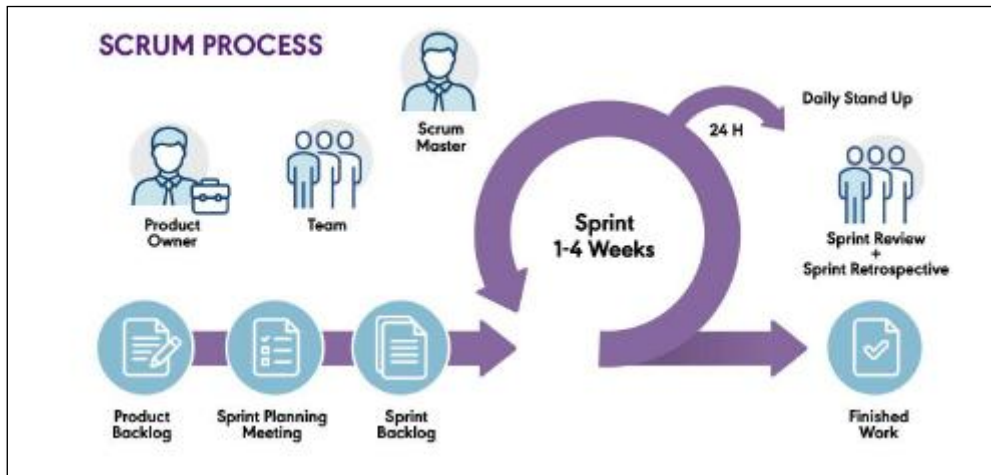 SCRUM PROCESS
Scrum
Master
Product
Owner
Team
24 H
Daily Stand Up
Sprint
1-4 Weeks
Sprint Review
+
Sprint Retrospective
Product
Backlog
Sprint Planning
Meeting
Sprint
Backlog
Finished
Work